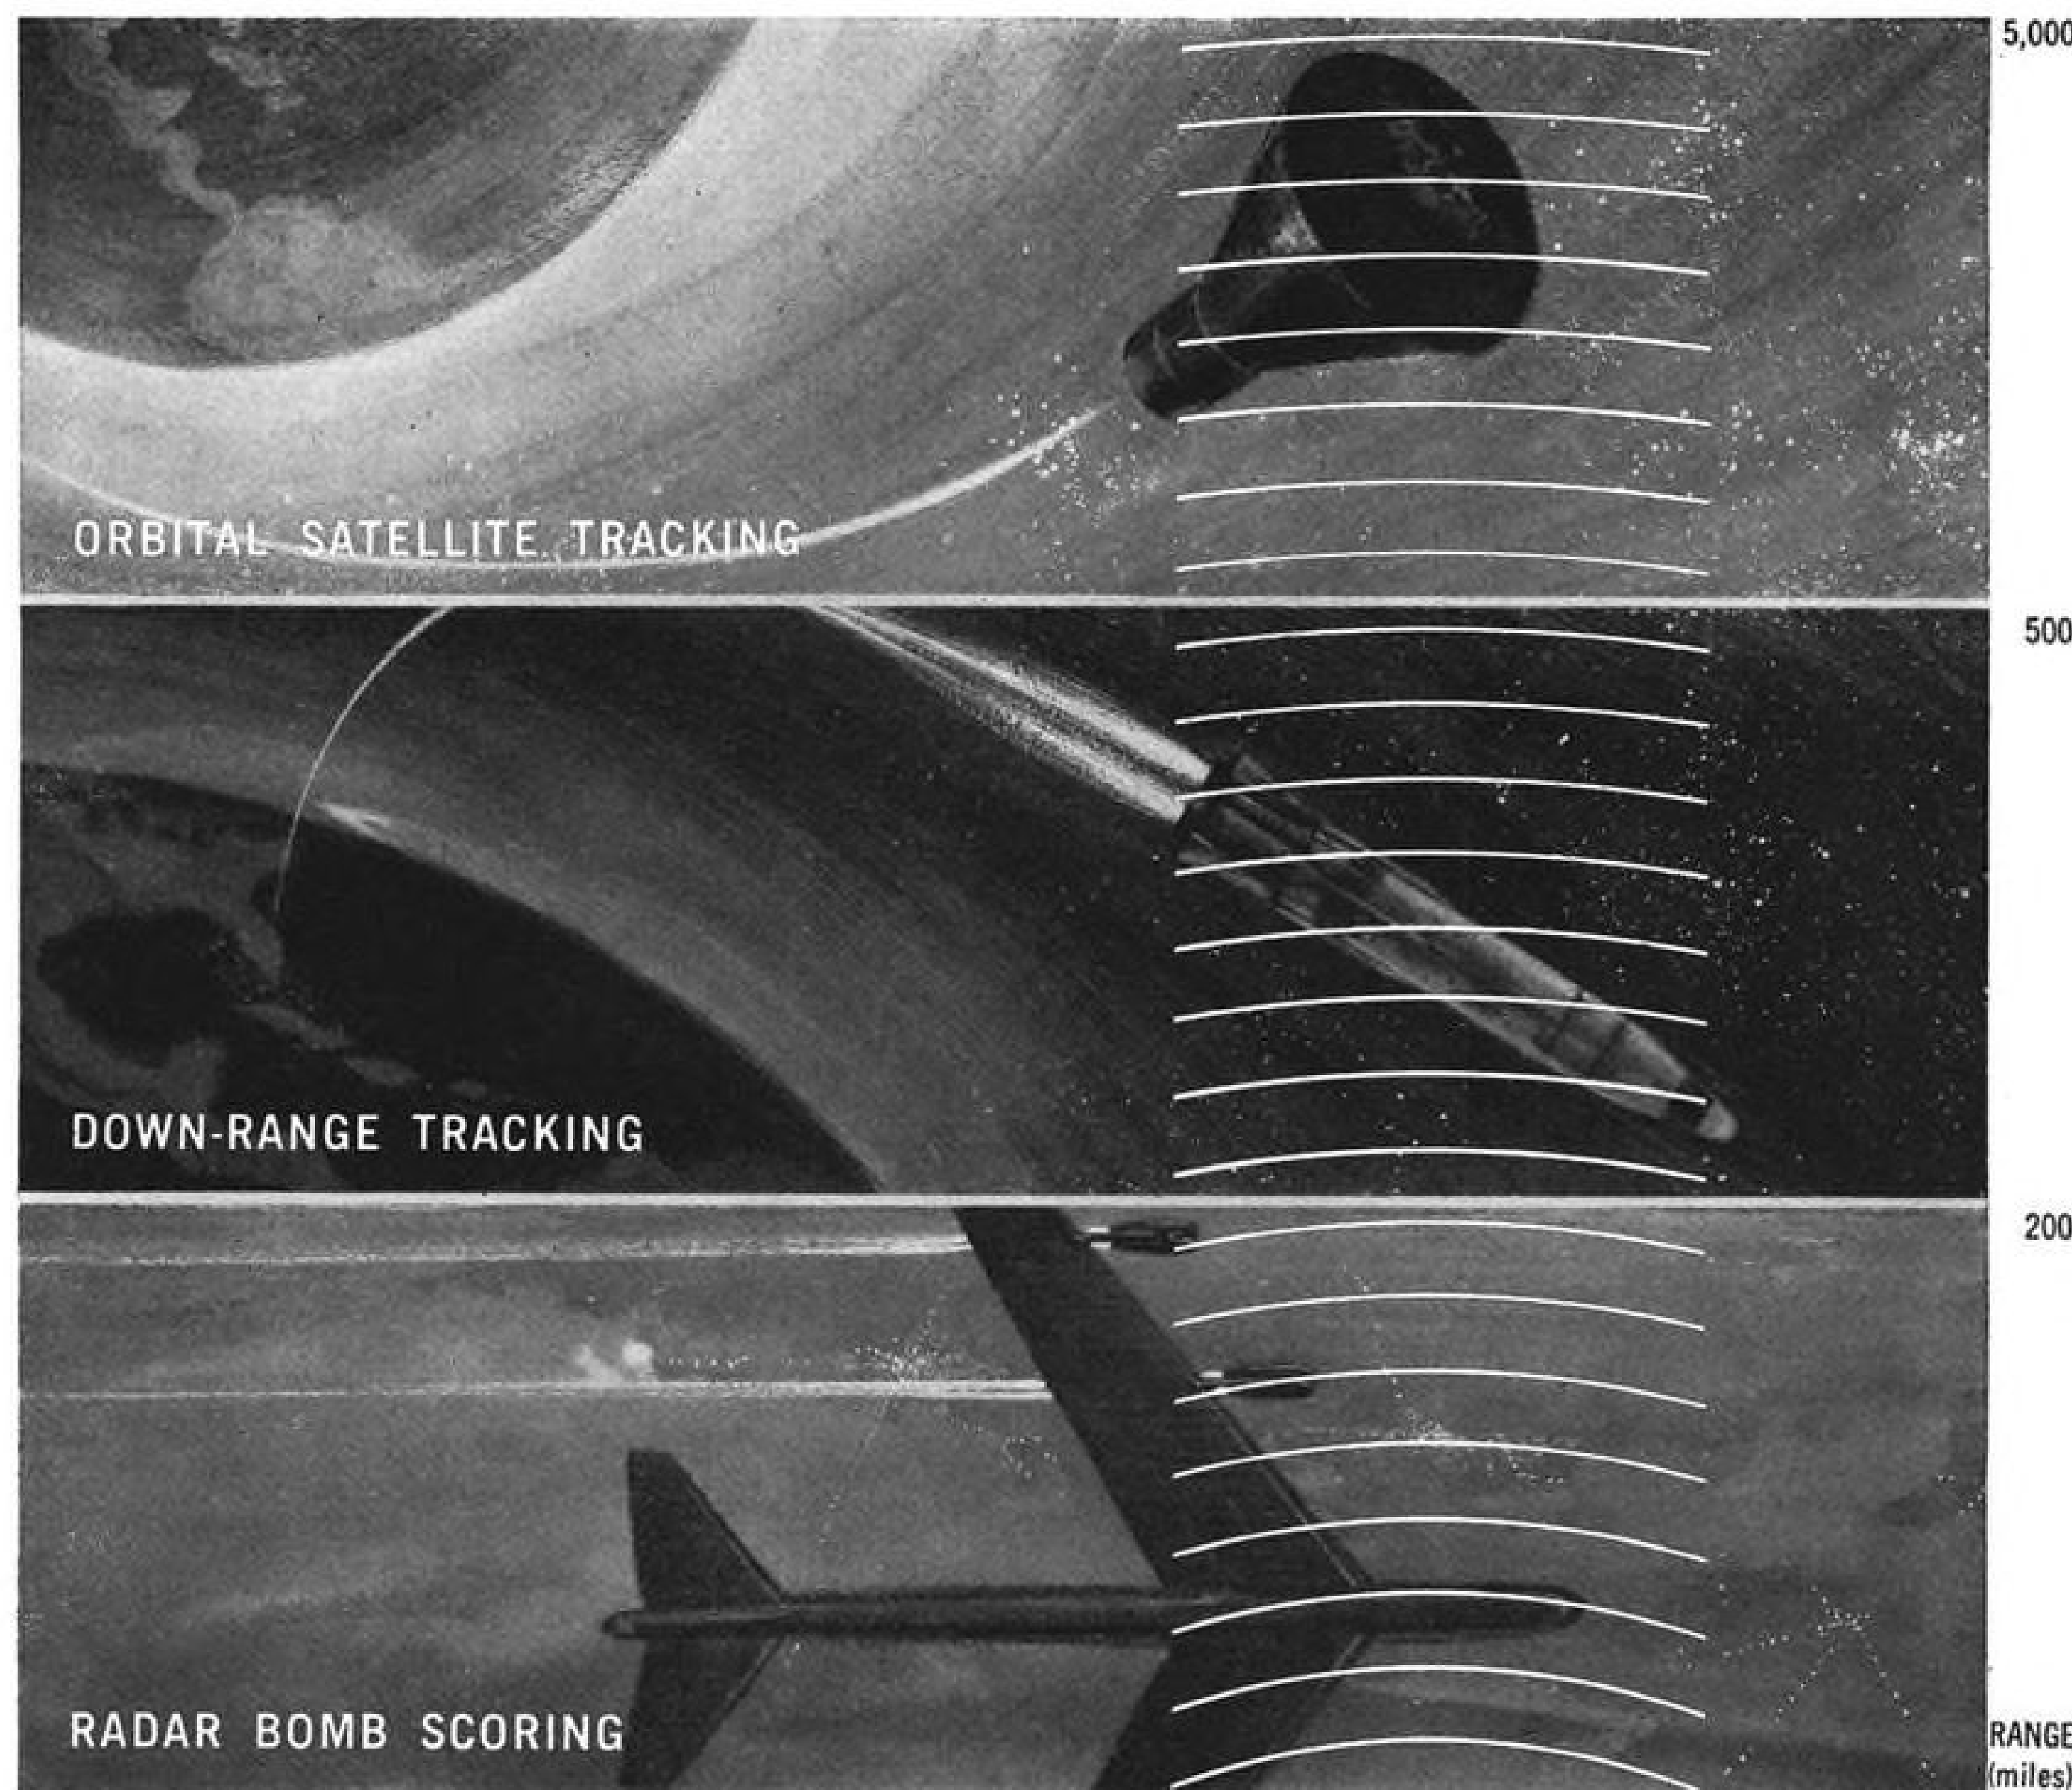 5,000
ORBITAL SATELLITE TRACKING
500
DOWN-RANGE TRACKING
200
RADAR BOMB SCORING
RANGE
(miles)